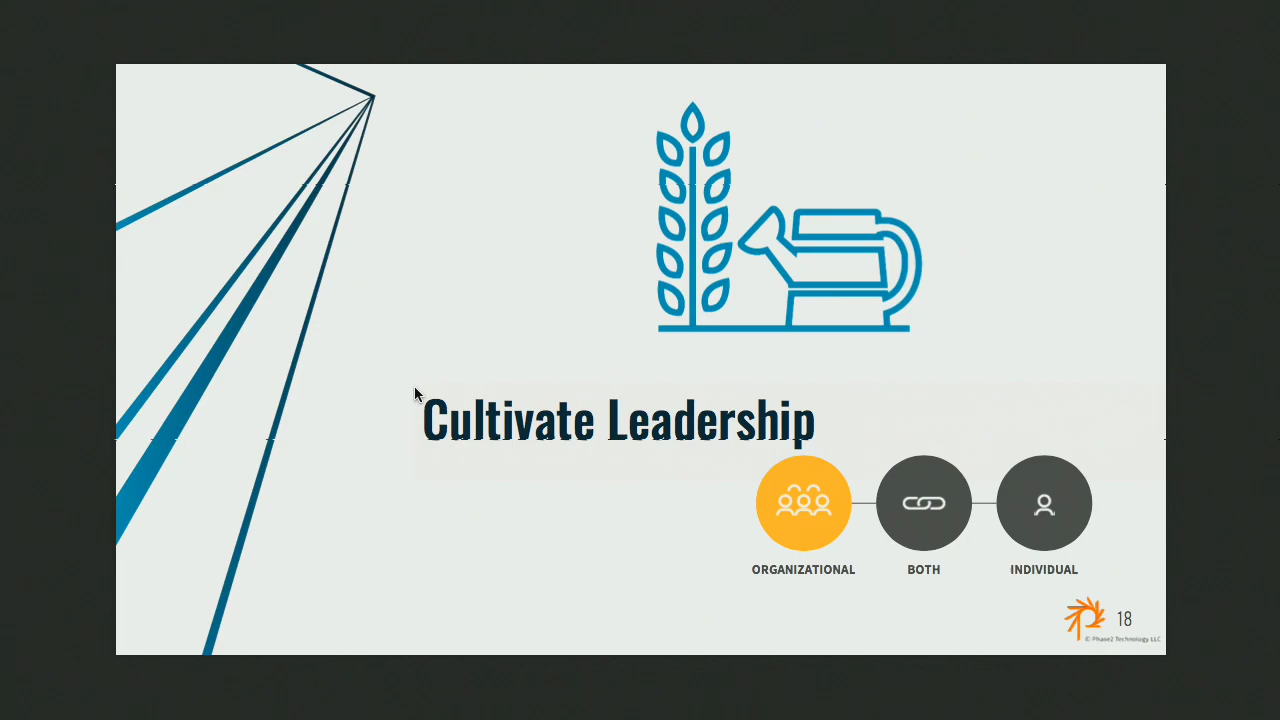 Cultivate Leadership
ORGANIZATIONAL
BOTH
INDIVIDUAL
18
© Phase2 Technology LLC